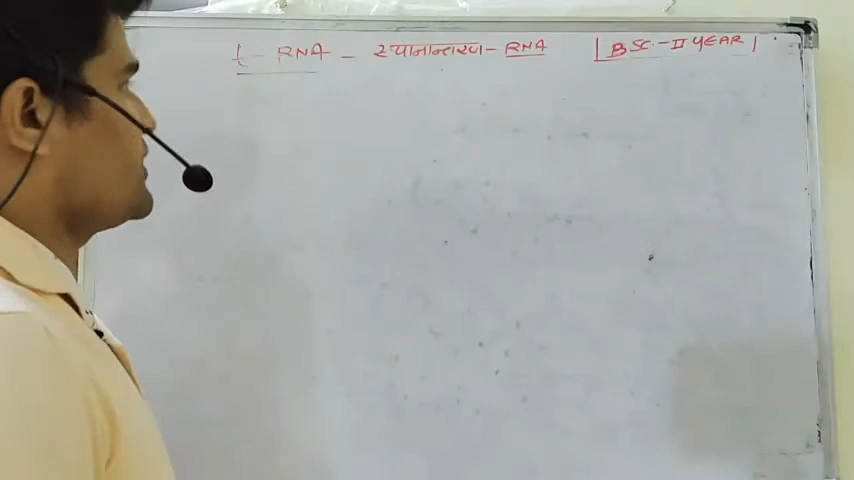 t - RNA - स्थानान्तरण - RNA | BSC.-II YEAR |